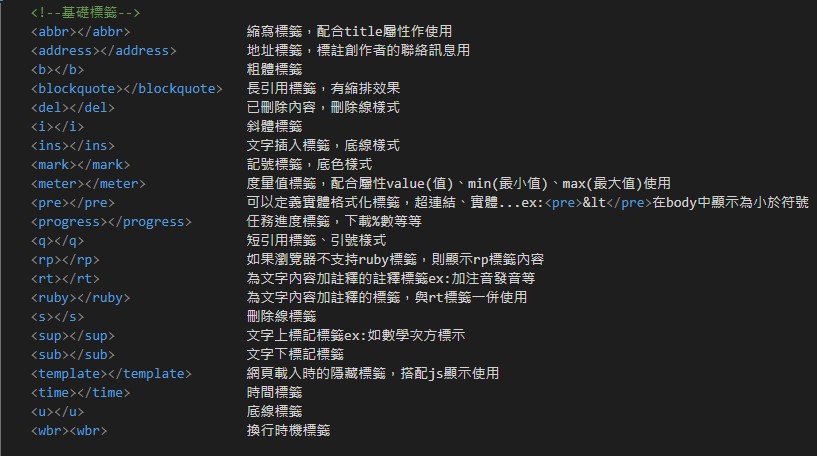 <!--基礎標籤-->
<abbr></abbr> 縮寫標籤，配合title屬性作使用
<address></address> 地址標籤，標註創作者的聯絡訊息用
<b></b> 粗體標籤
<blockquote></blockquote> 長引用標籤，有縮排效果
<del></del> 已刪除內容，刪除線樣式
<i></i> 斜體標籤
<ins></ins> 文字插入標籤，底線樣式
<mark></mark> 記號標籤，底色樣式
<meter></meter> 度量值標籤，配合屬性value(值)、min(最小值)、max(最大值)使用
<pre></pre> 可以定義實體格式化標籤，超連結、實體...ex:<pre>&lt</pre>在body中顯示為小於符號
<progress></progress> 任務進度標籤，下載%數等等
<q></q> 短引用標籤、引號樣式
<rp></rp> 如果瀏覽器不支持ruby標籤，則顯示rp標籤內容
<rt></rt> 為文字內容加註釋的註釋標籤ex:加注音發音等
<ruby></ruby> 為文字內容加註釋的標籤，與rt標籤一併使用
<s></s> 刪除線標籤
<sup></sup> 文字上標記標籤ex:如數學次方標示
<sub></sub> 文字下標記標籤
<template></template> 網頁載入時的隱藏標籤，搭配js顯示使用
<time></time> 時間標籤
<u></u> 底線標籤
<wbr><wbr> 換行時機標籤